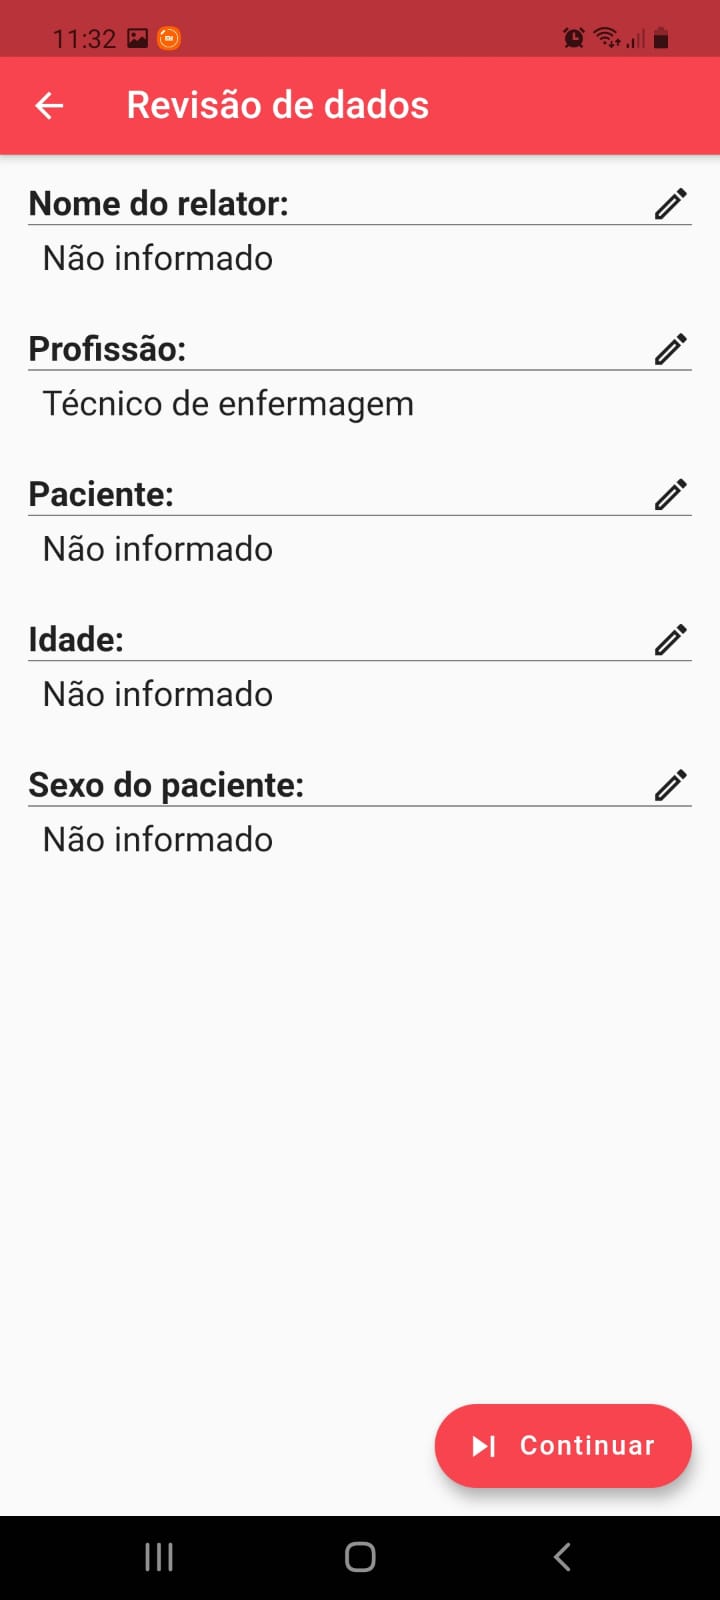 11:32
Revisão de dados
Nome do relator:
Não informado
Profissão:
Técnico de enfermagem
Paciente:
Não informado
Idade:
Não informado
Sexo do paciente:
Não informado
Continuar